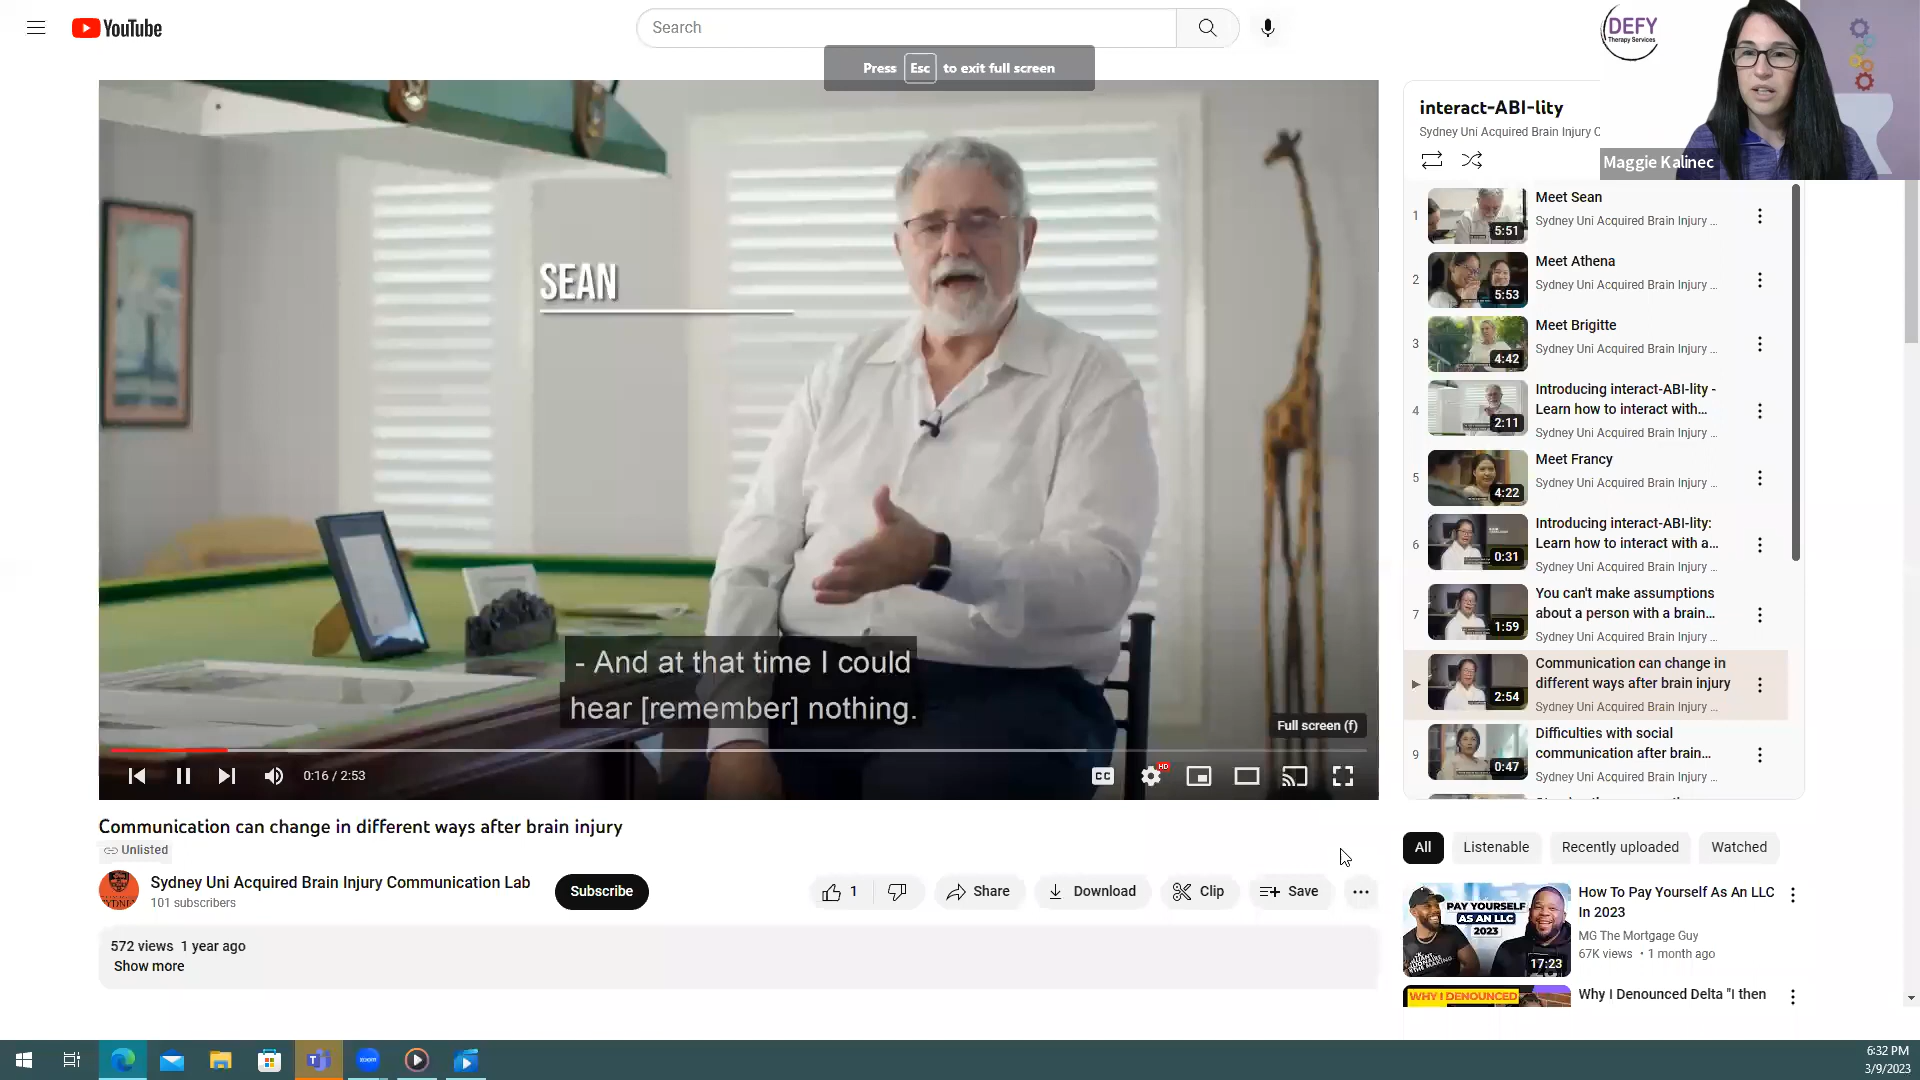 YouTube
Search
Press Esc to exit full screen
DEFY
Therapy Services
Maggie Kalinec
SEAN
- And at that time I could
hear [remember] nothing.
Full screen (f)
0:16 / 2:53
CC
HD
interact-ABI-lity
Sydney Uni Acquired Brain Injury C
1
5:51
Meet Sean
Sydney Uni Acquired Brain Injury ...
2
5:53
Meet Athena
Sydney Uni Acquired Brain Injury ...
3
4:42
Meet Brigitte
Sydney Uni Acquired Brain Injury ...
4
2:11
Introducing interact-ABI-lity -
Learn how to interact with...
Sydney Uni Acquired Brain Injury ...
5
4:22
Meet Francy
Sydney Uni Acquired Brain Injury ...
6
0:31
Introducing interact-ABI-lity:
Learn how to interact with a...
Sydney Uni Acquired Brain Injury ...
7
1:59
You can't make assumptions
about a person with a brain...
Sydney Uni Acquired Brain Injury ...
2:54
Communication can change in
different ways after brain injury
Sydney Uni Acquired Brain Injury ...
9
0:47
Difficulties with social
communication after brain...
Sydney Uni Acquired Brain Injury ...
Communication can change in different ways after brain injury
Unlisted
Sydney Uni Acquired Brain Injury Communication Lab
101 subscribers
Subscribe
1
Share
Download
Clip
Save
572 views 1 year ago
Show more
All
Listenable
Recently uploaded
Watched
PAY YOURSELF
AS AN LLC
2023
17:23
How To Pay Yourself As An LLC
In 2023
MG The Mortgage Guy
67K views • 1 month ago
WHY I DENOUNCED
Why I Denounced Delta "I then
zoom
6:32 PM
3/9/2023